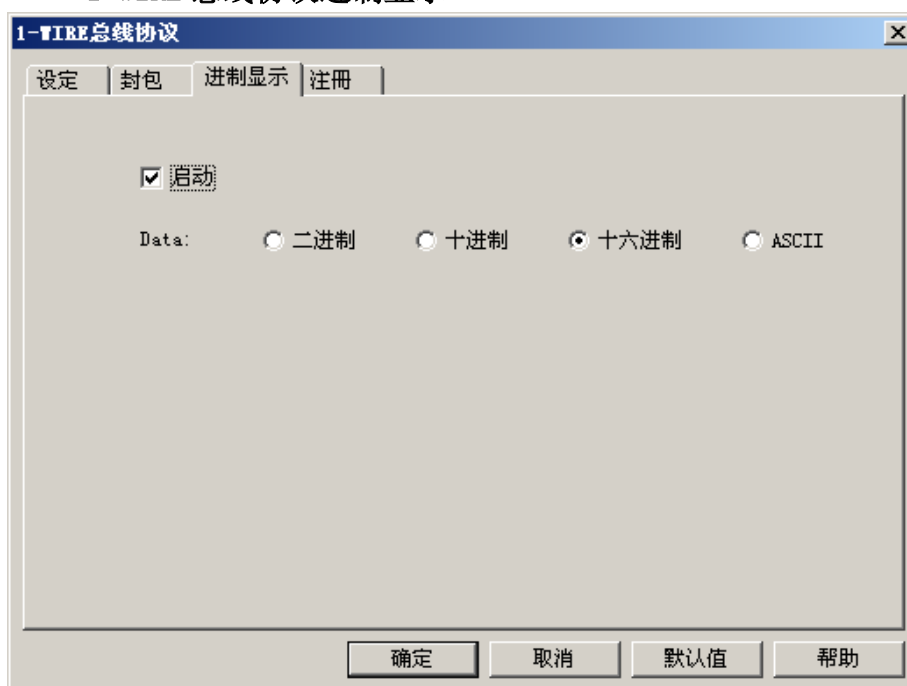 1-WIRE总线协议
设定 封包 进制显示 注册
启动
Data: 二进制 十进制 十六进制 ASCII
确定 取消 默认值 帮助